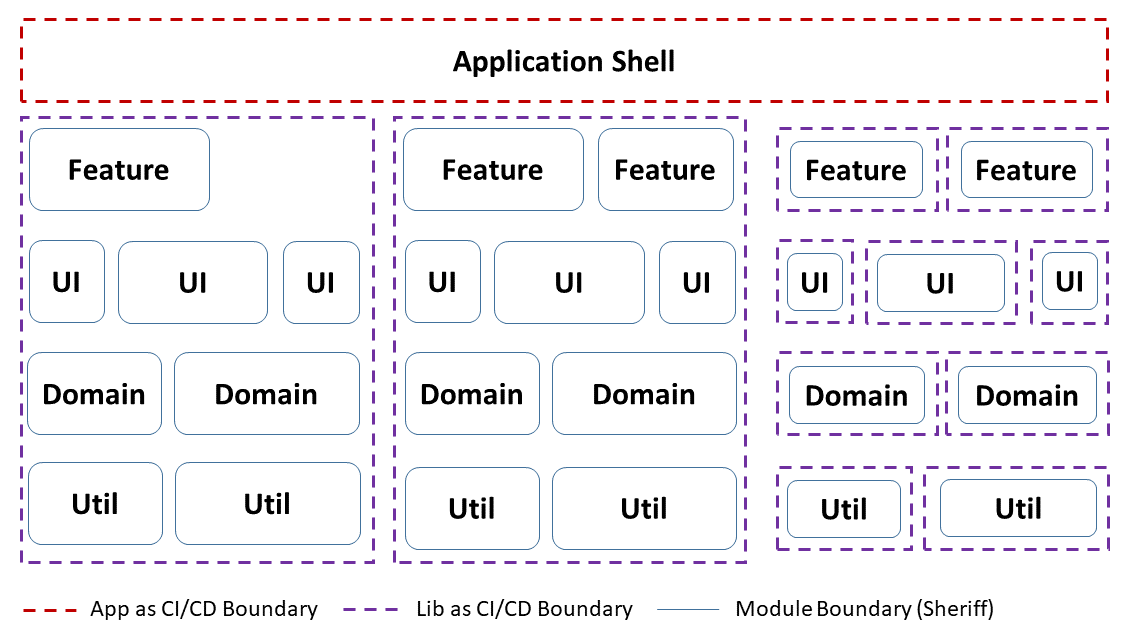 Application Shell
Feature Feature Feature Feature Feature
UI UI UI UI UI UI UI UI UI
Domain Domain Domain Domain Domain Domain
Util Util Util Util Util Util
App as CI/CD Boundary Lib as CI/CD Boundary Module Boundary (Sheriff)